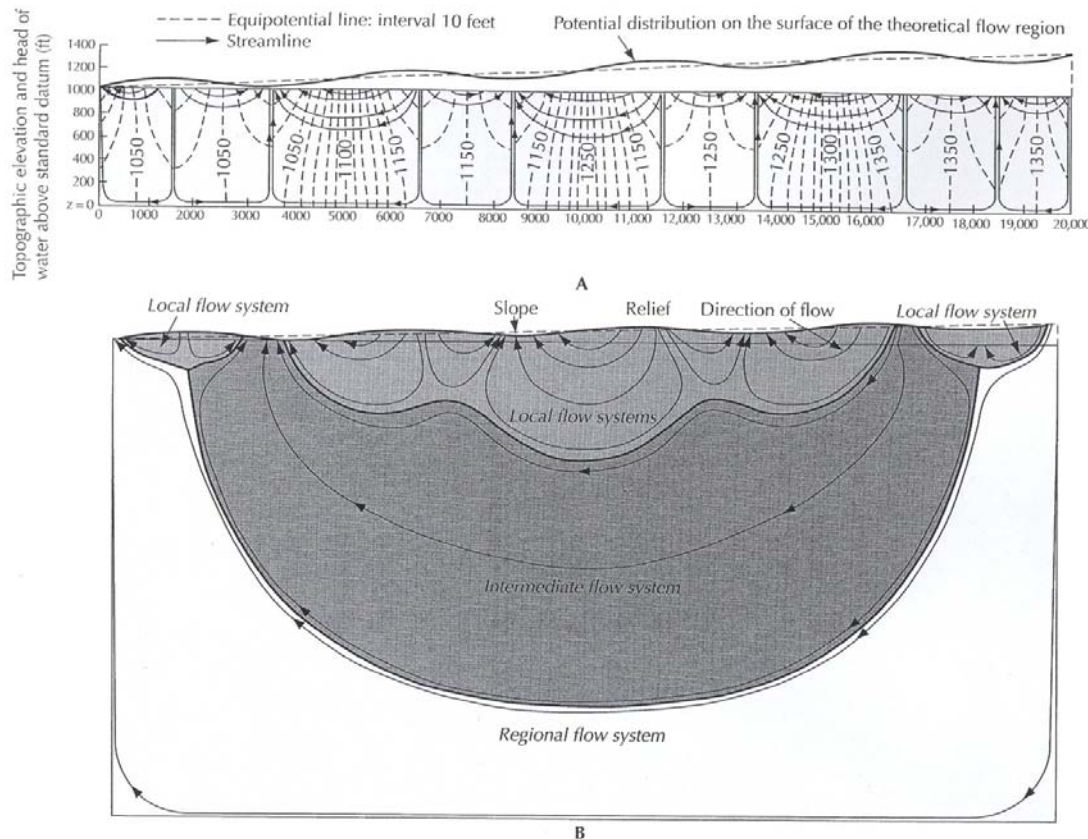 Equipotential line: interval 10 feet
Streamline
Potential distribution on the surface of the theoretical flow region
Topographic elevation and head of
water above standard datum (ft)
1400
1200
1000
800
600
400
200
z = 0
1050
1050
1050
1100
1150
1150
1150
1250
1150
1250
1250
1300
1350
1350
1350
0
1000
2000
3000
4000
5000
6000
7000
8000
9000
10,000
11,000
12,000
13,000
14,000
15,000
16,000
17,000
18,000
19,000
20,000
A
Local flow system
Slope
Relief
Direction of flow
Local flow system
Local flow systems
Intermediate flow system
Regional flow system
B